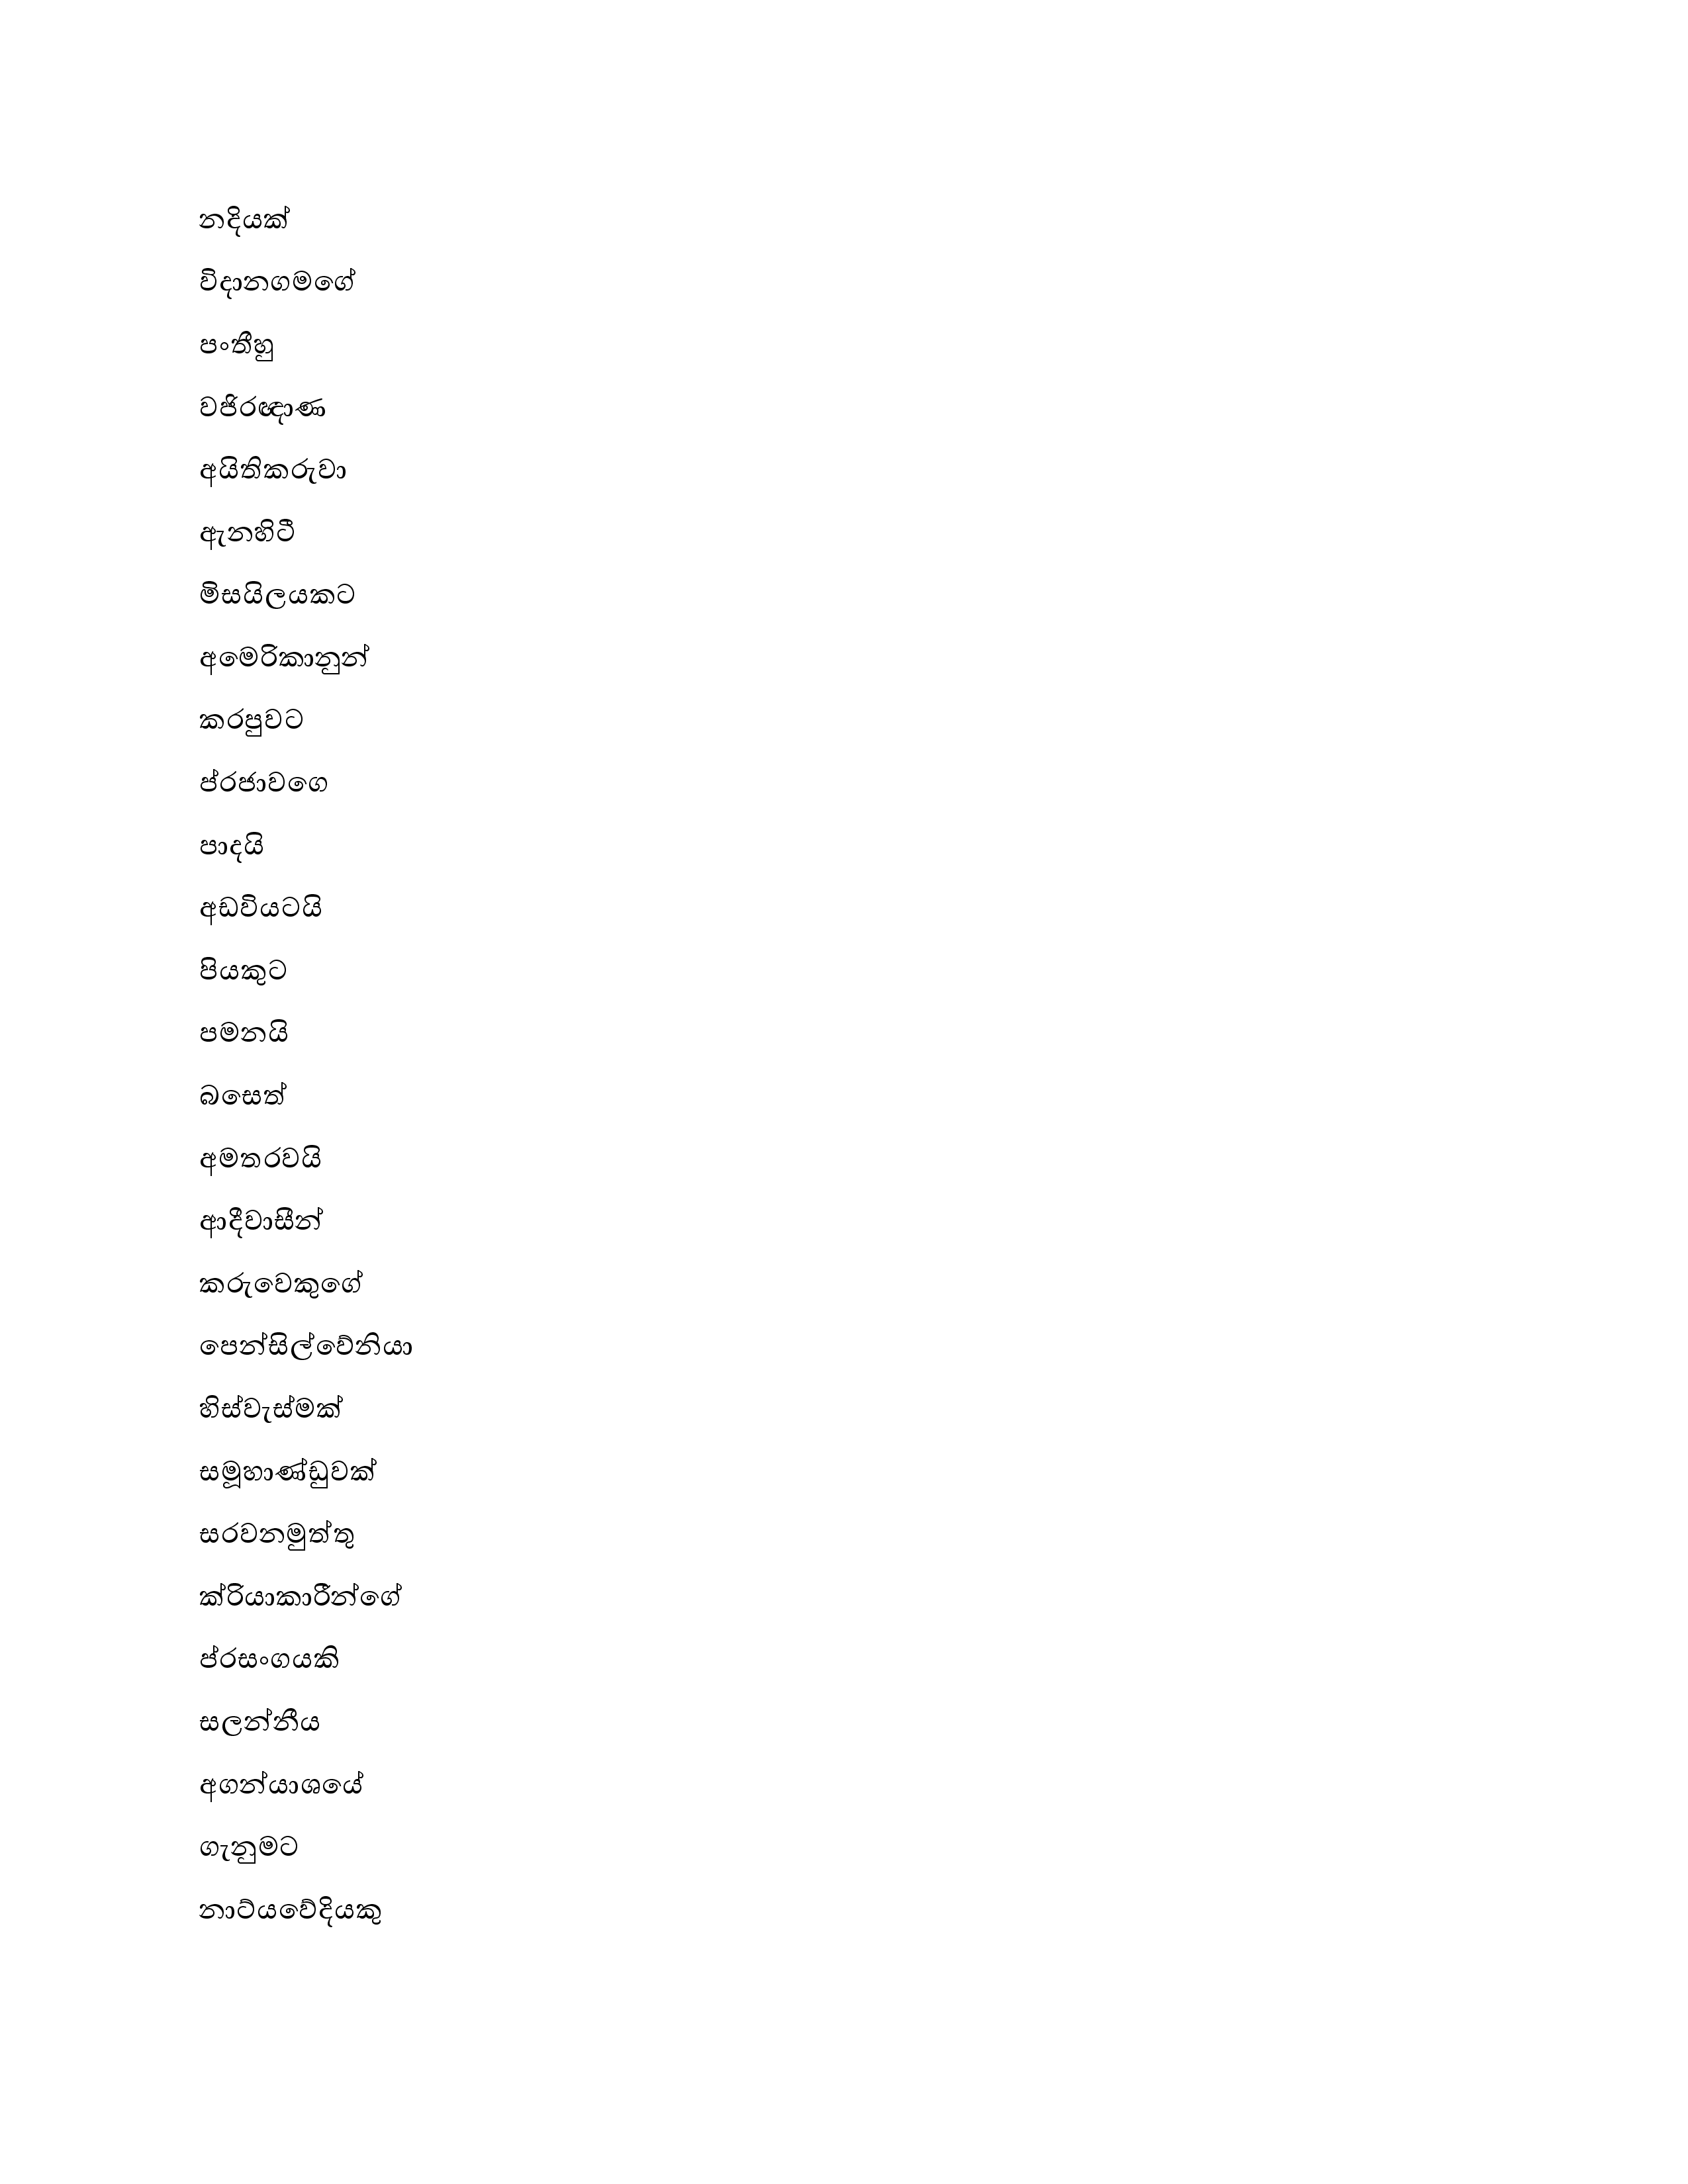 නදියක්
විදානගමගේ
පංතීහු
වජිරඥාණ
අයිතිකරුවා
ඇනහිටී
මිසයිලයකට
අමෙරිකානුන්
කරපුවට
ප්රජාවගෙ
පාදයි
අඩවියටයි
පියකුට
පමනයි
බසෙත්
අමතරවයි
ආදීවාසීන්
කරුවෙකුගේ
පෙන්සිල්වේනියා
හිස්වැස්මක්
සමූහාණ්ඩුවක්
සරවනමුත්තු
ක්රියාකාරීන්ගේ
ප්රසංගයකි
සලන්නීය
අගන්යාශයේ
ගැනුමට
නාට්යවේදියකු